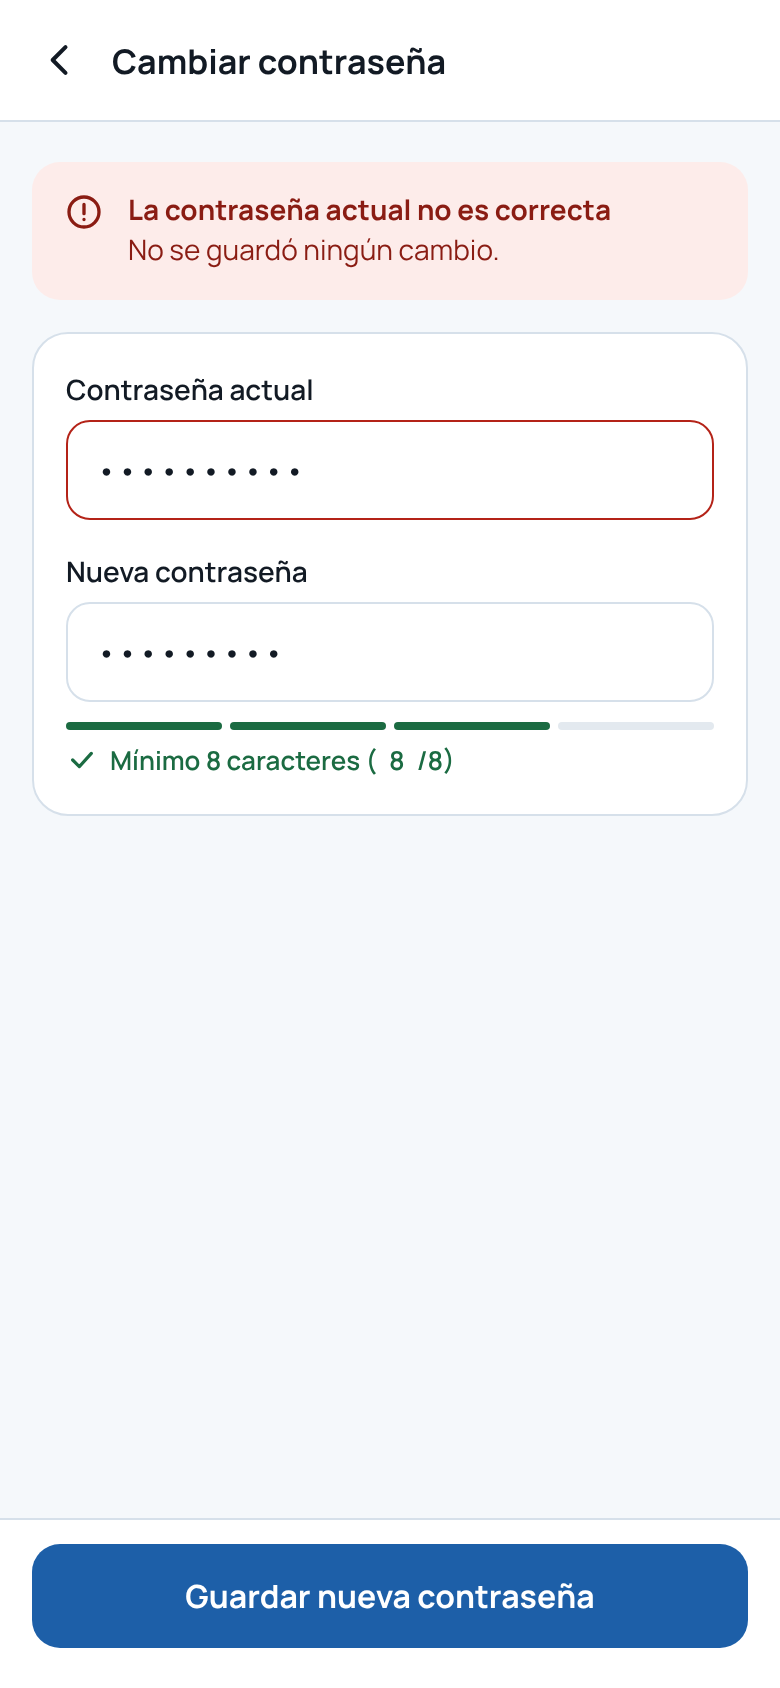 Cambiar contraseña
La contraseña actual no es correcta
No se guardó ningún cambio.
Contraseña actual
••••••••••
Nueva contraseña
•••••••••
Mínimo 8 caracteres ( 8 /8)
Guardar nueva contraseña